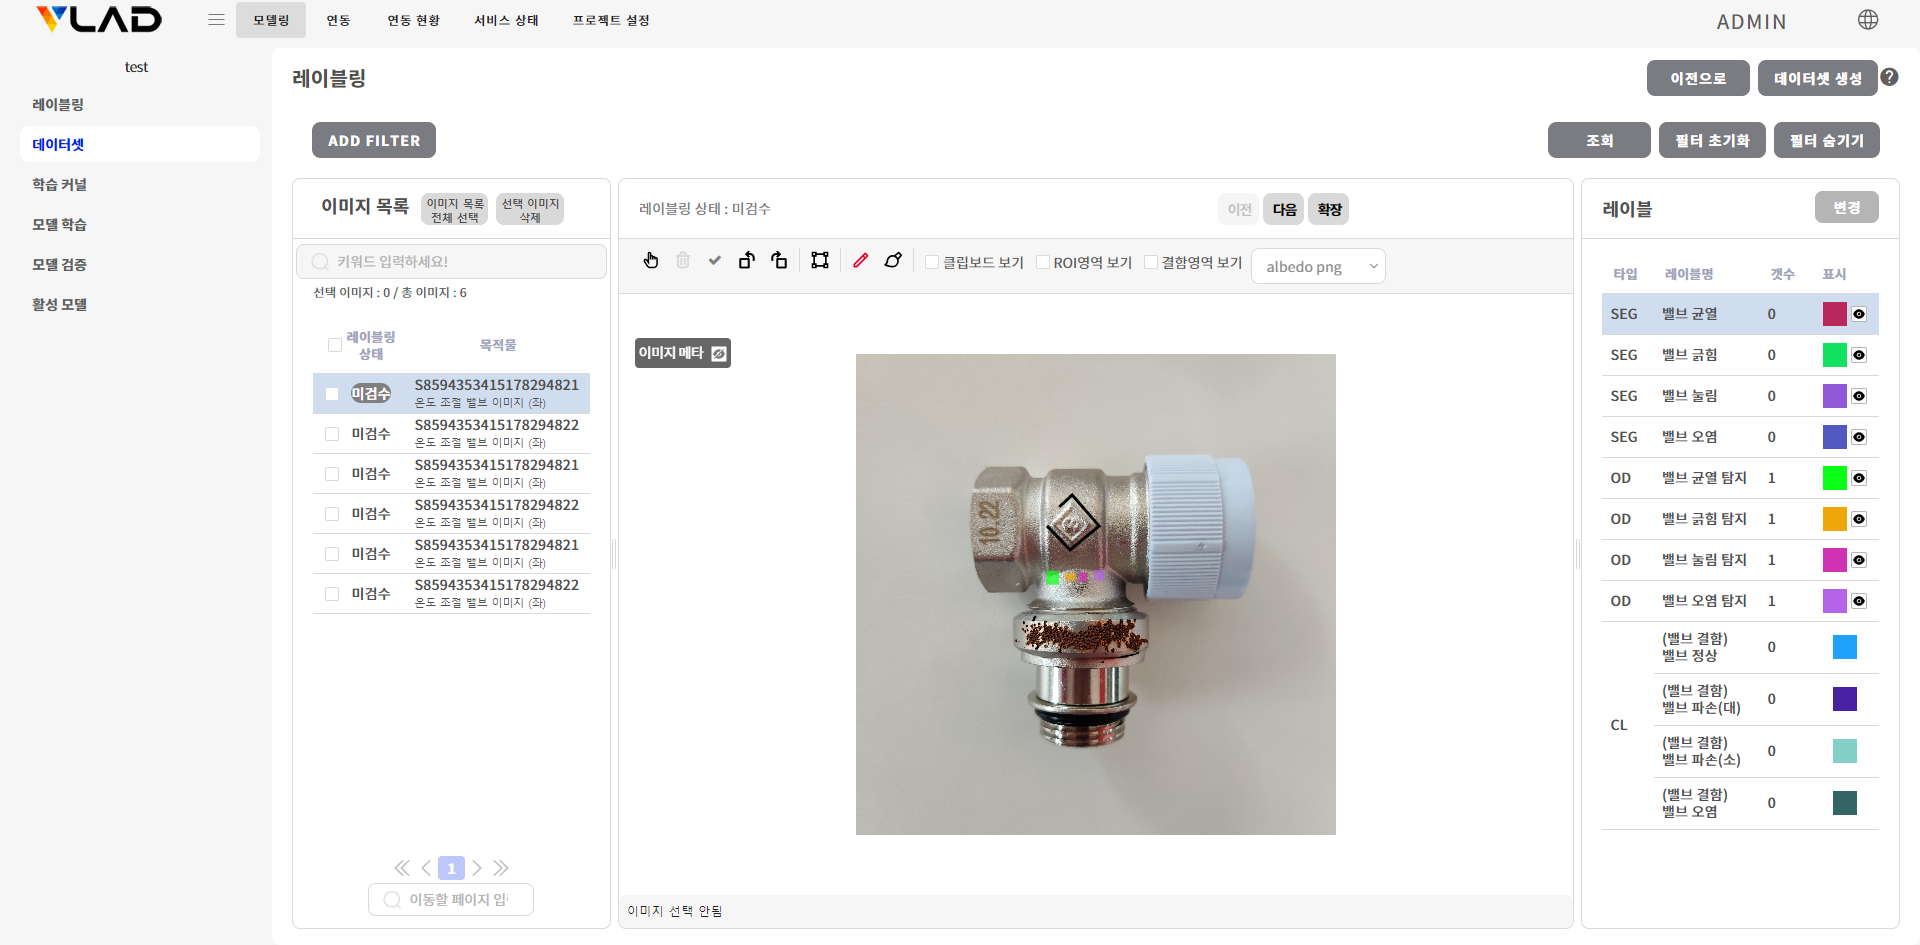 VLAD
모델링
연동
연동 현황
서비스 상태
프로젝트 설정
ADMIN
test
레이블링
데이터셋
학습 커널
모델 학습
모델 검증
활성 모델
레이블링
이전으로
데이터셋 생성
?
ADD FILTER
조회
필터 초기화
필터 숨기기
이미지 목록
이미지 목록
전체 선택
선택 이미지
삭제
키워드 입력하세요!
선택 이미지 : 0 / 총 이미지 : 6
레이블링
상태
목적물
미검수
S8594353415178294821
온도 조절 밸브 이미지 (좌)
미검수
S8594353415178294822
온도 조절 밸브 이미지 (좌)
미검수
S8594353415178294821
온도 조절 밸브 이미지 (좌)
미검수
S8594353415178294822
온도 조절 밸브 이미지 (좌)
미검수
S8594353415178294821
온도 조절 밸브 이미지 (좌)
미검수
S8594353415178294822
온도 조절 밸브 이미지 (좌)
1
이동할 페이지 입
레이블링 상태 : 미검수
이전
다음
확장
클립보드 보기
ROI영역 보기
결함영역 보기
albedo png
이미지 메타
10.22
이미지 선택 안됨
레이블
변경
타입 레이블명 갯수 표시
SEG 밸브 균열 0
SEG 밸브 긁힘 0
SEG 밸브 눌림 0
SEG 밸브 오염 0
OD 밸브 균열 탐지 1
OD 밸브 긁힘 탐지 1
OD 밸브 눌림 탐지 1
OD 밸브 오염 탐지 1
CL
(밸브 결함)
밸브 정상 0
(밸브 결함)
밸브 파손(대) 0
(밸브 결함)
밸브 파손(소) 0
(밸브 결함)
밸브 오염 0